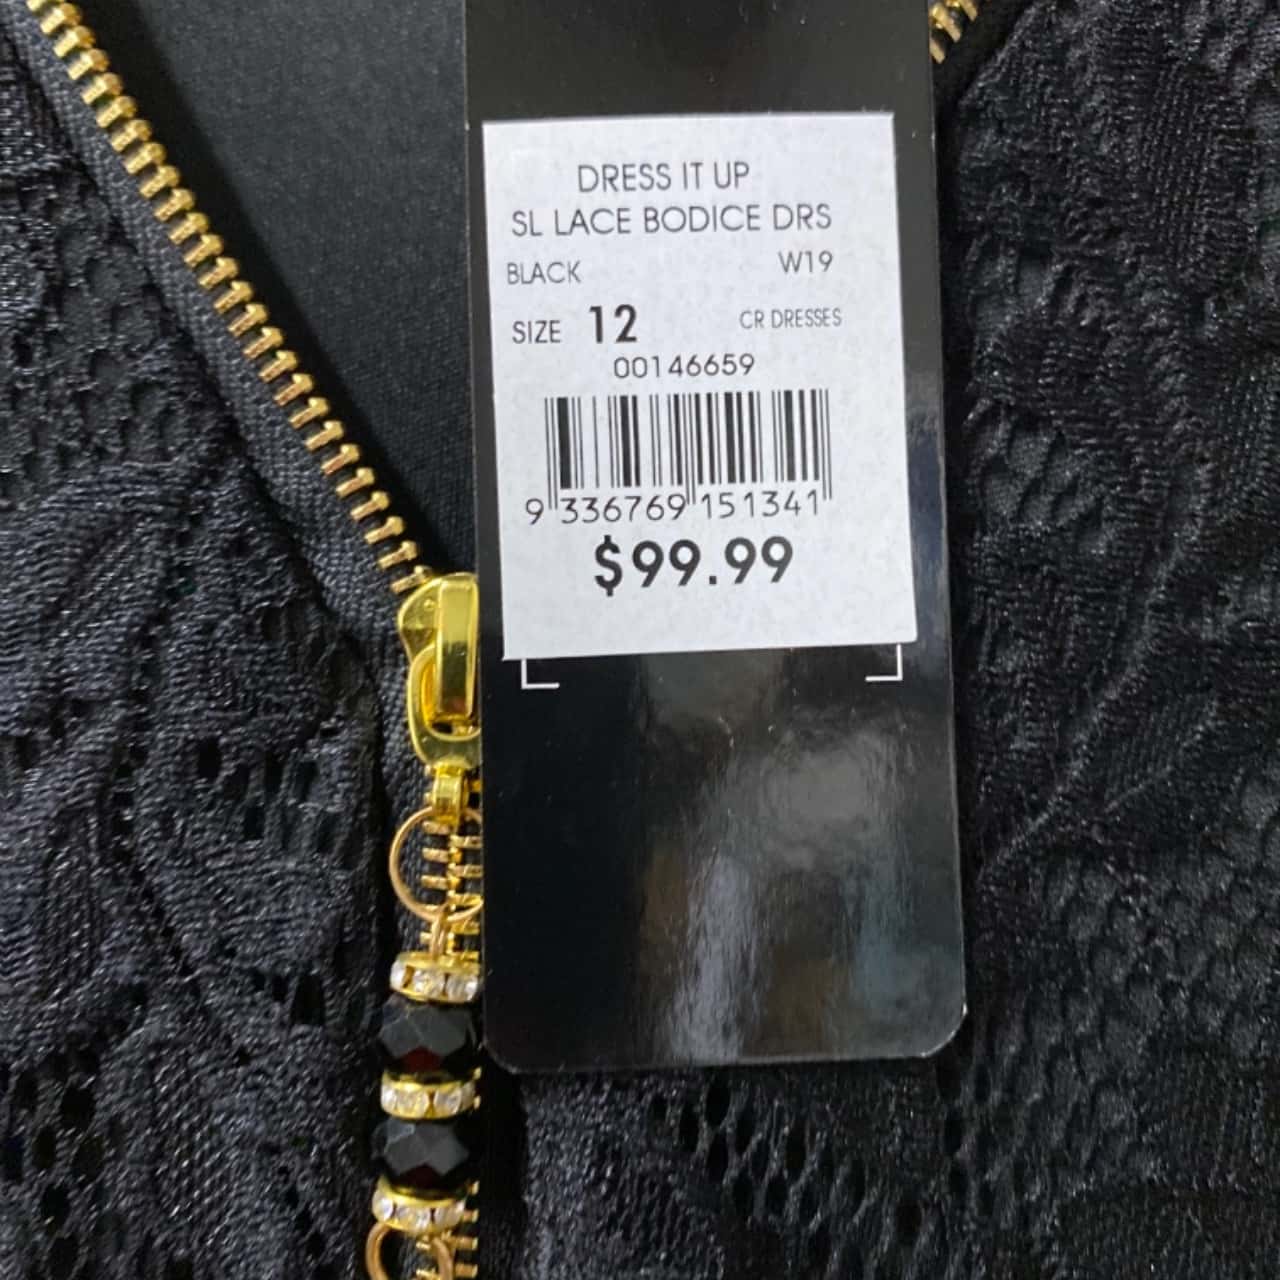 DRESS IT UP
SL LACE BODICE DRS
BLACK W19
SIZE 12 CR DRESSES
00146659
9 336769 151341
$99.99